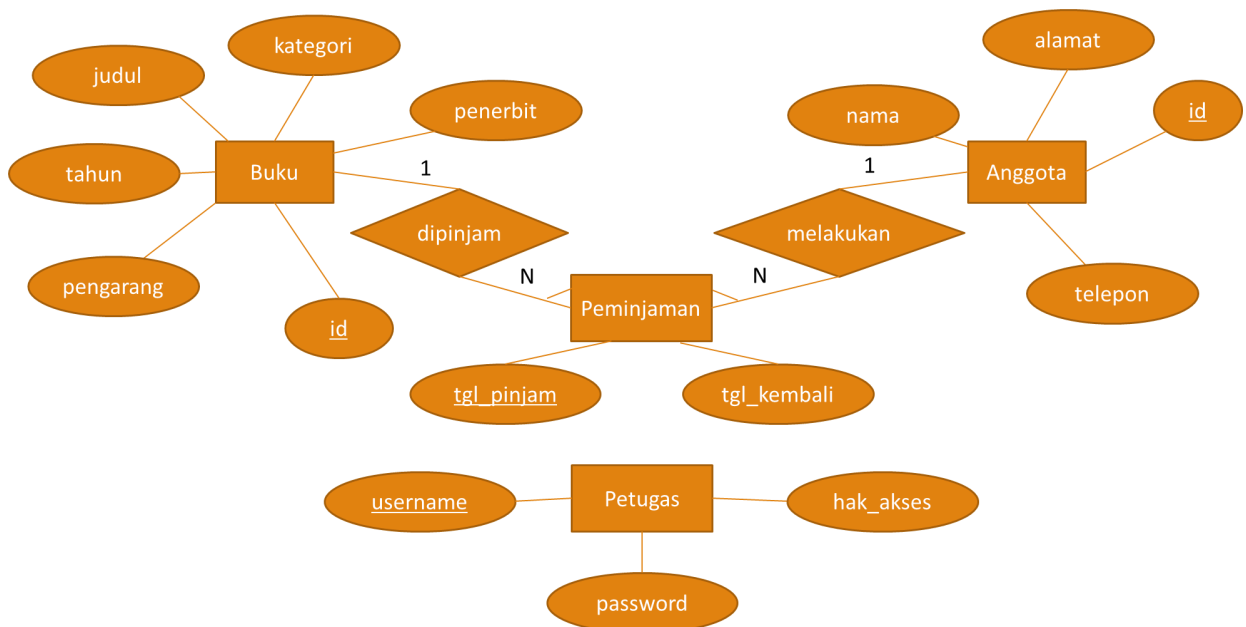 kategori
alamat
judul
penerbit
nama
id
tahun
Buku
1
1
Anggota
dipinjam
melakukan
pengarang
N
N
id
Peminjaman
telepon
tgl_pinjam
tgl_kembali
username
Petugas
hak_akses
password